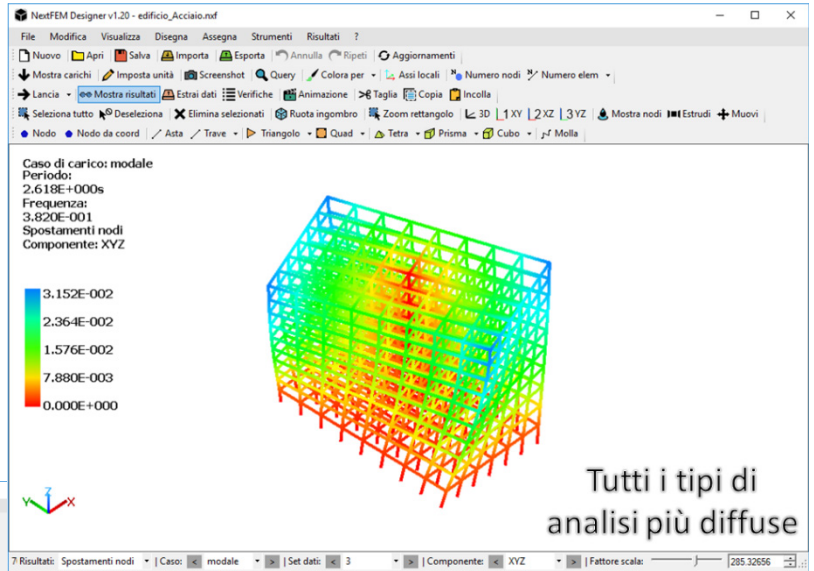 NextFEM Designer v1.20 - edificio_Acciaio.nxf
File Modifica Visualizza Disegna Assegna Strumenti Risultati ?
Nuovo Apri Salva Importa Esporta Annulla Ripeti Aggiornamenti
Mostra carichi Imposta unità Screenshot Query Colora per Assi locali Numero nodi Numero elem
Lancia Mostra risultati Estrai dati Verifiche Animazione Taglia Copia Incolla
Seleziona tutto Deseleziona Elimina selezionati Ruota ingombro Zoom rettangolo 3D 1 XY 2 XZ 3 YZ Mostra nodi Estrudi Muovi
Nodo Nodo da coord Asta Trave Triangolo Quad Tetra Prisma Cubo Molla
Caso di carico: modale
Periodo:
2.618E+000s
Frequenza:
3.820E-001
Spostamenti nodi
Componente: XYZ
3.152E-002
2.364E-002
1.576E-002
7.880E-003
0.000E+000
Z
Y X
Tutti i tipi di
analisi più diffuse
Risultati: Spostamenti nodi | Caso: < modale > | Set dati: < 3 > | Componente: < XYZ > | Fattore scala: 285.32656